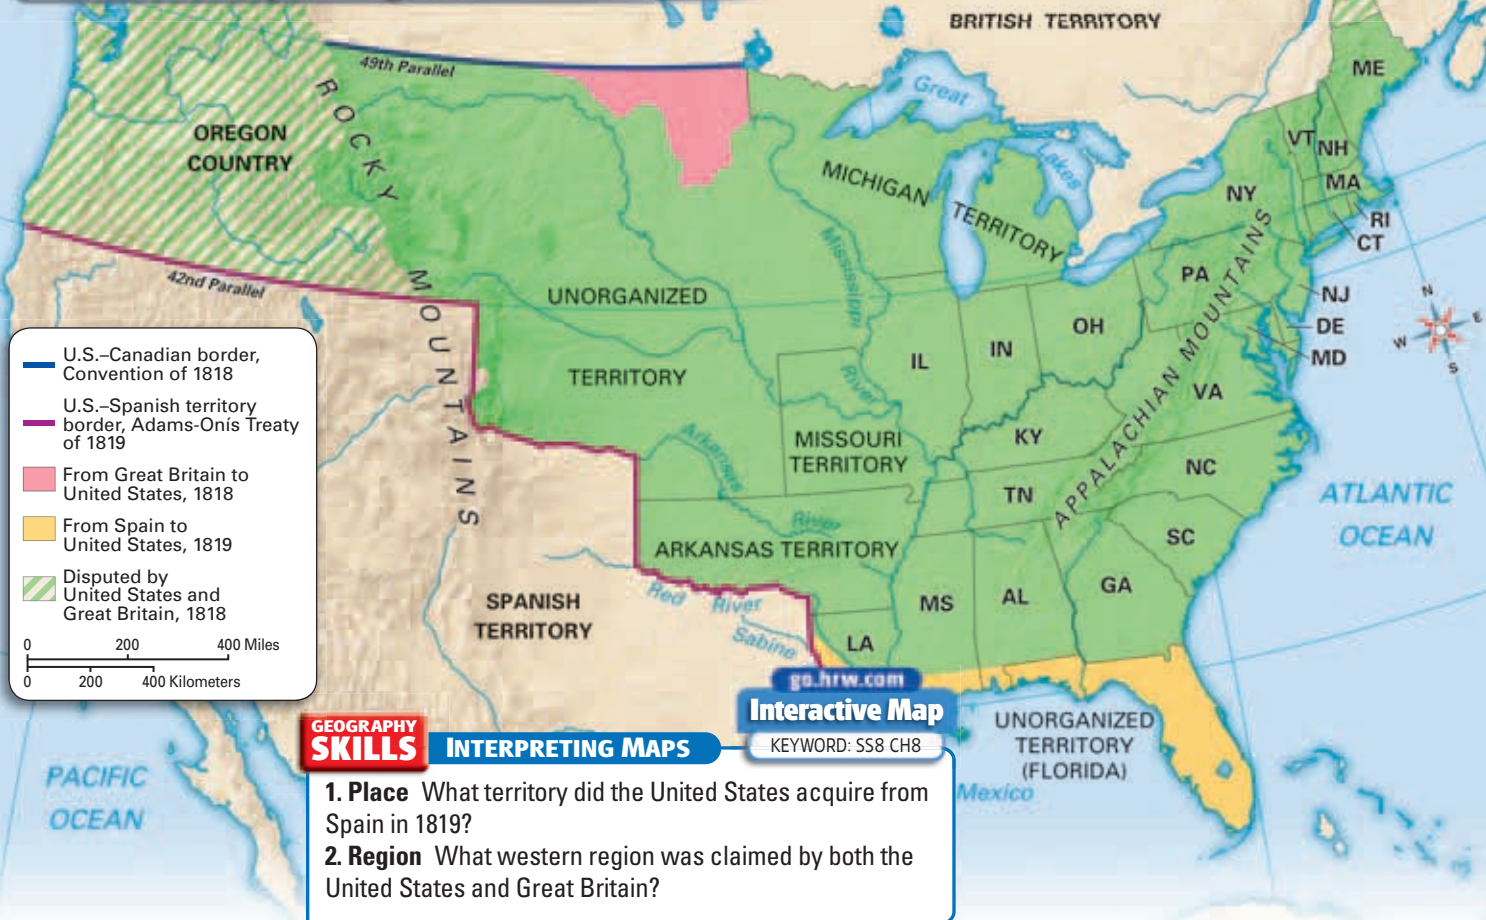 BRITISH TERRITORY
49th Parallel
ROCKY
MOUNTAINS
OREGON
COUNTRY
42nd Parallel
Great
Lakes
MICHIGAN
TERRITORY
ME
VT
NH
MA
NY
RI
CT
PA
NJ
DE
MD
OH
IN
IL
VA
KY
NC
TN
SC
GA
AL
MS
LA
APPALACHIAN MOUNTAINS
Mississippi
River
UNORGANIZED
TERRITORY
MISSOURI
TERRITORY
Arkansas
River
ARKANSAS TERRITORY
Red River
Sabine
SPANISH
TERRITORY
ATLANTIC
OCEAN
N
E
S
W
UNORGANIZED
TERRITORY
(FLORIDA)
Mexico
PACIFIC
OCEAN
U.S.–Canadian border,
Convention of 1818
U.S.–Spanish territory
border, Adams-Onís Treaty
of 1819
From Great Britain to
United States, 1818
From Spain to
United States, 1819
Disputed by
United States and
Great Britain, 1818
0 200 400 Miles
0 200 400 Kilometers
go.hrw.com
Interactive Map
KEYWORD: SS8 CH8
GEOGRAPHY
SKILLS
INTERPRETING MAPS
1. Place What territory did the United States acquire from
Spain in 1819?
2. Region What western region was claimed by both the
United States and Great Britain?